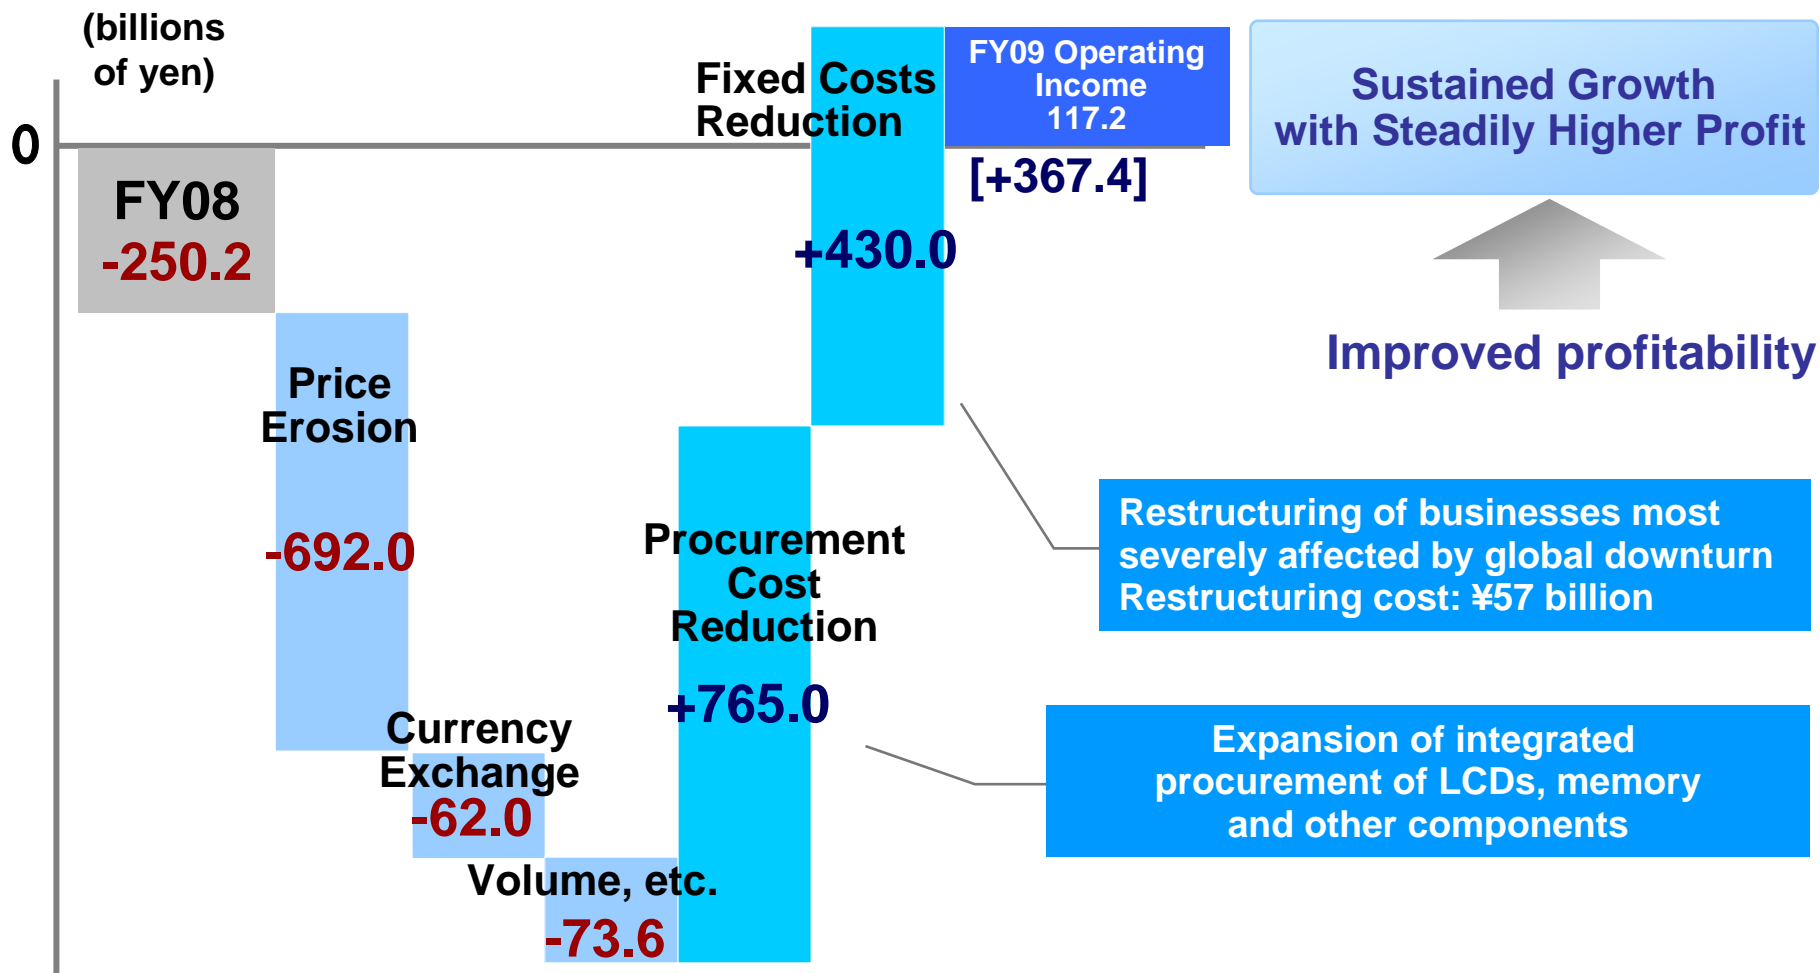 (billions
of yen)
0
FY08
-250.2
Price
Erosion
-692.0
Currency
Exchange
-62.0
Volume, etc.
-73.6
Procurement
Cost
Reduction
+765.0
Fixed Costs
Reduction
+430.0
FY09 Operating
Income
117.2
[+367.4]
Sustained Growth
with Steadily Higher Profit
Improved profitability
Restructuring of businesses most
severely affected by global downturn
Restructuring cost: ¥57 billion
Expansion of integrated
procurement of LCDs, memory
and other components